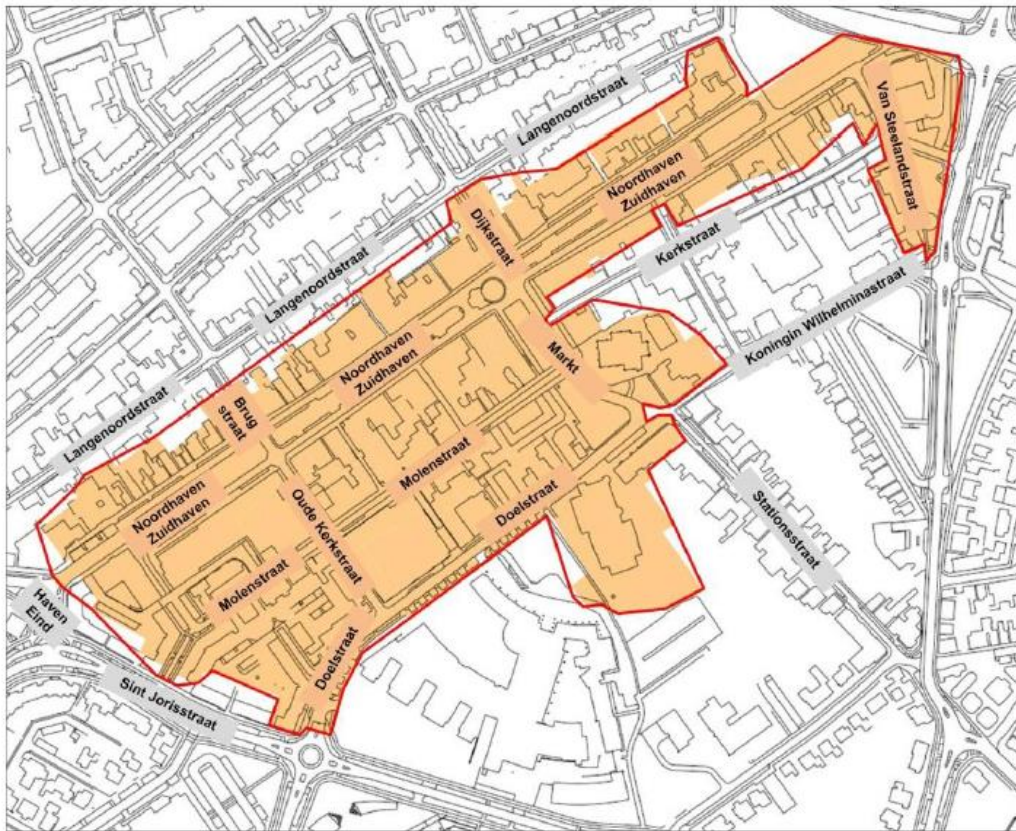 Langenoordstraat
Van Steelandstraat
Noordhaven
Zuidhaven
Dijkstraat
Kerkstraat
Langenoordstraat
Koningin Wilhelminastraat
Noordhaven
Zuidhaven
Markt
Langenoordstraat
Brug
straat
Molenstraat
Noordhaven
Zuidhaven
Oude Kerkstraat
Doelstraat
Stationsstraat
Molenstraat
Haven
Eind
Doelstraat
Sint Jorisstraat